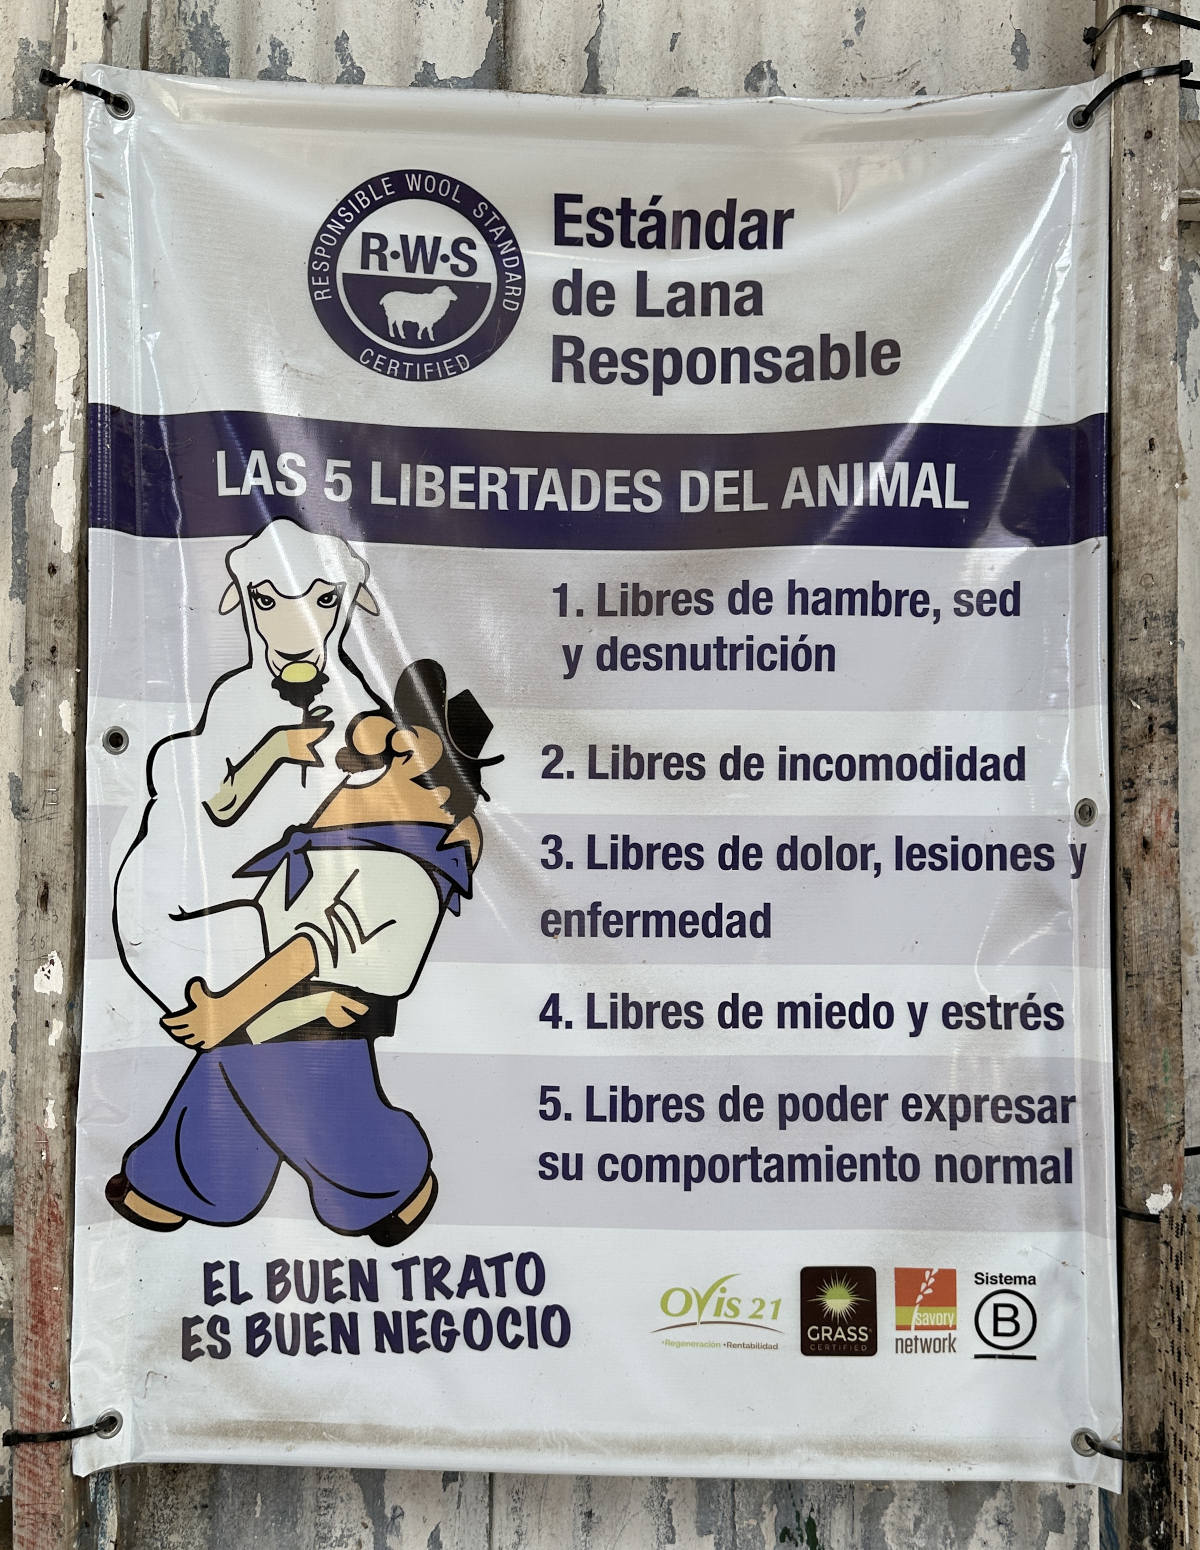 RESPONSIBLE WOOL STANDARD
R·W·S
CERTIFIED
Estándar
de Lana
Responsable
LAS 5 LIBERTADES DEL ANIMAL
1. Libres de hambre, sed
y desnutrición
2. Libres de incomodidad
3. Libres de dolor, lesiones y
enfermedad
4. Libres de miedo y estrés
5. Libres de poder expresar
su comportamiento normal
EL BUEN TRATO
ES BUEN NEGOCIO
Ovis 21
•Regeneración •Rentabilidad
GRASS
CERTIFIED
savory
network
Sistema
B